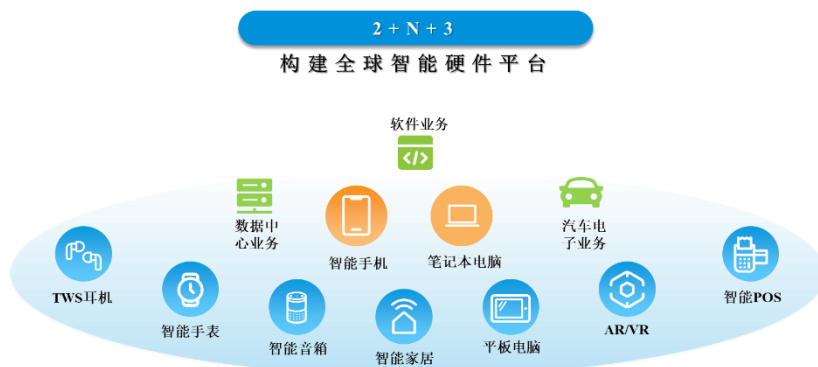 2 + N + 3
构建全球智能硬件平台
软件业务
数据中
心业务
智能手机
笔记本电脑
汽车电
子业务
TWS耳机
智能手表
智能音箱
智能家居
平板电脑
AR/VR
智能POS